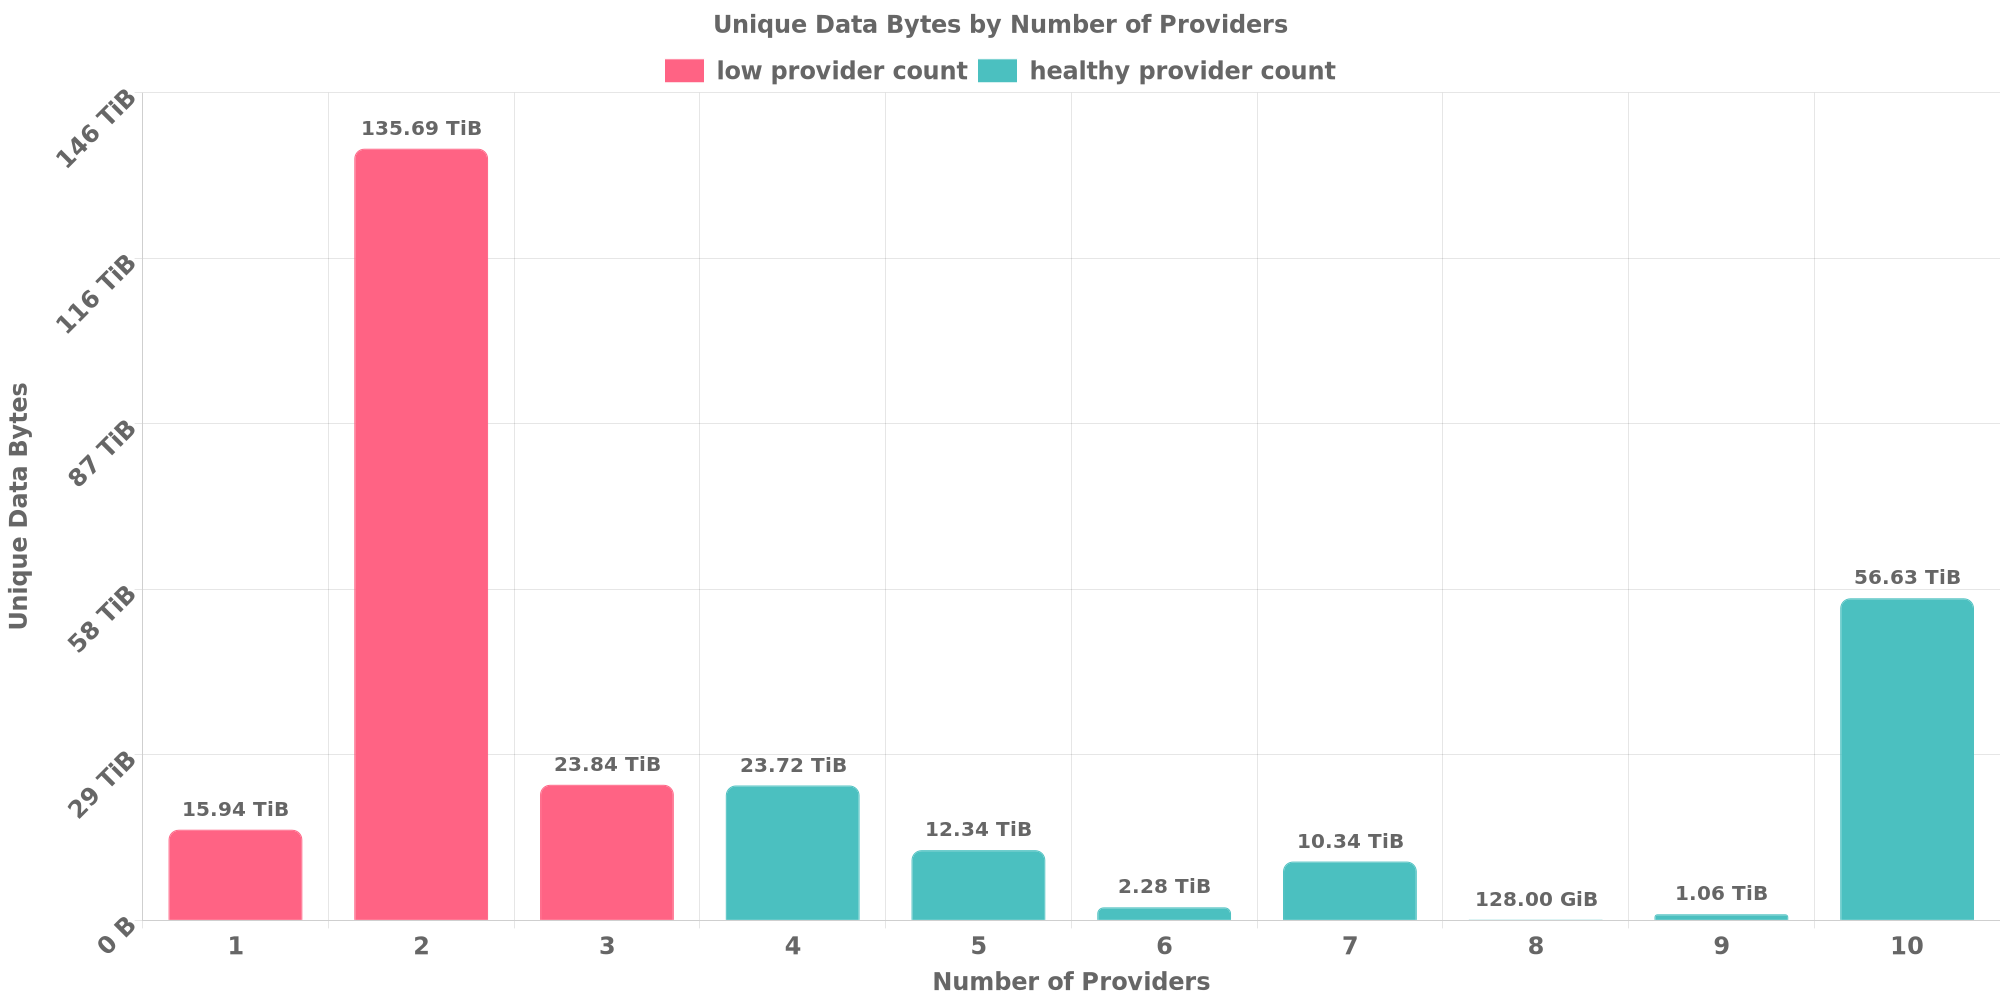 Unique Data Bytes by Number of Providers
low provider count healthy provider count
146 TiB
116 TiB
87 TiB
58 TiB
29 TiB
0 B
Unique Data Bytes
15.94 TiB
135.69 TiB
23.84 TiB
23.72 TiB
12.34 TiB
2.28 TiB
10.34 TiB
128.00 GiB
1.06 TiB
56.63 TiB
1 2 3 4 5 6 7 8 9 10
Number of Providers